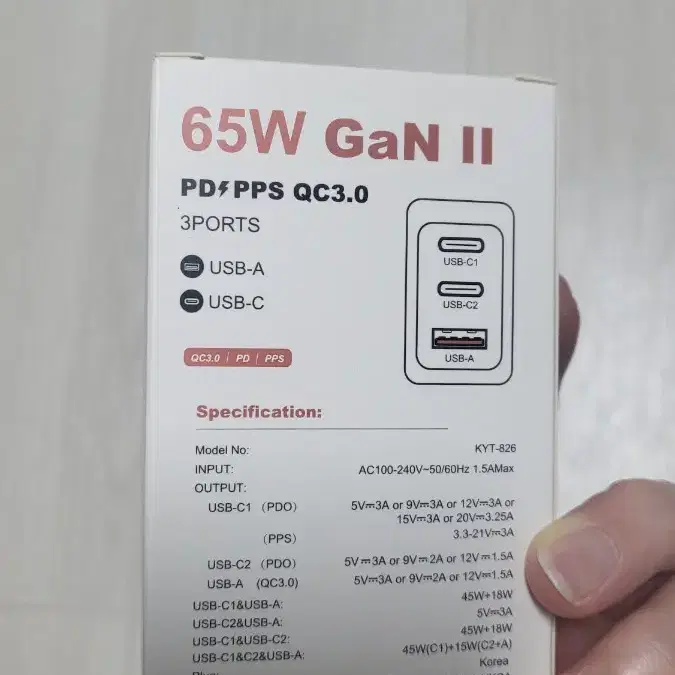 65W GaN II
PD⚡PPS QC3.0
3PORTS
USB-A
USB-C
QC3.0 | PD | PPS
USB-C1
USB-C2
USB-A
Specification:
Model No: KYT-826
INPUT: AC100-240V~50/60Hz 1.5AMax
OUTPUT:
USB-C1 (PDO) 5V⎓3A or 9V⎓3A or 12V⎓3A or
15V⎓3A or 20V⎓3.25A
(PPS) 3.3-21V⎓3A
USB-C2 (PDO) 5V⎓3A or 9V⎓2A or 12V⎓1.5A
USB-A (QC3.0) 5V⎓3A or 9V⎓2A or 12V⎓1.5A
USB-C1&USB-A: 45W+18W
USB-C2&USB-A: 5V⎓3A
USB-C1&USB-C2: 45W+18W
USB-C1&C2&USB-A: 45W(C1)+15W(C2+A)
Korea